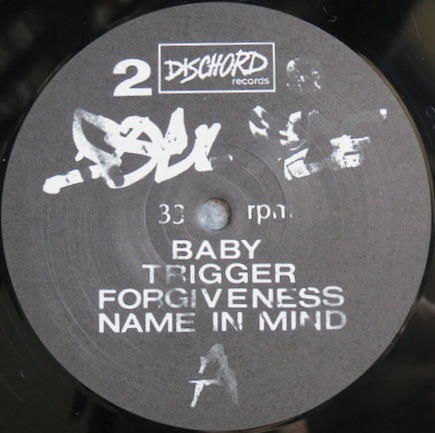 2 DISCHORD
records
33 rpm
BABY
TRIGGER
FORGIVENESS
NAME IN MIND
A